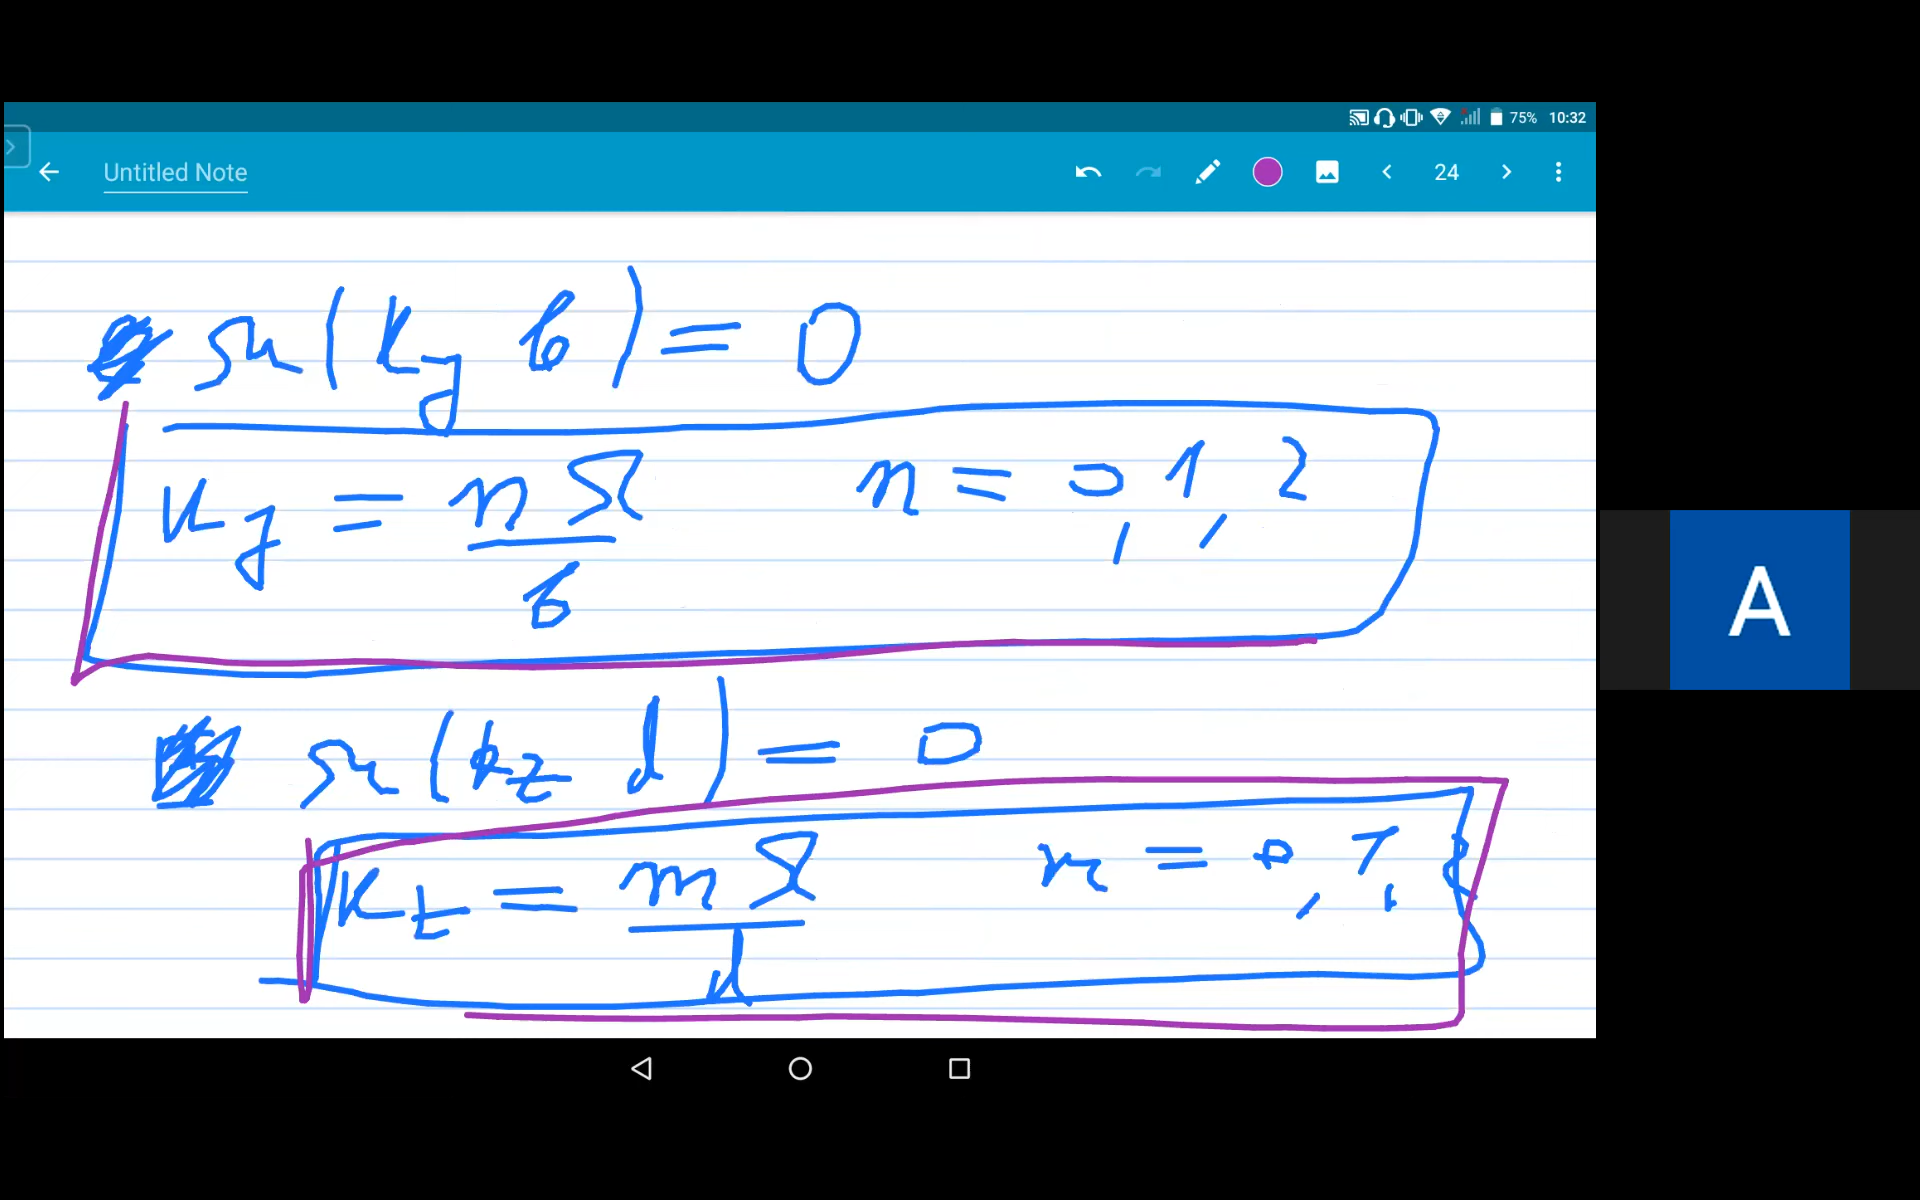 75% 10:32
Untitled Note
24
sin(ky b) = 0
ky = nπ/b n = 0, 1, 2
sin(kz d) = 0
kz = mπ/d m = 0, 1,
A